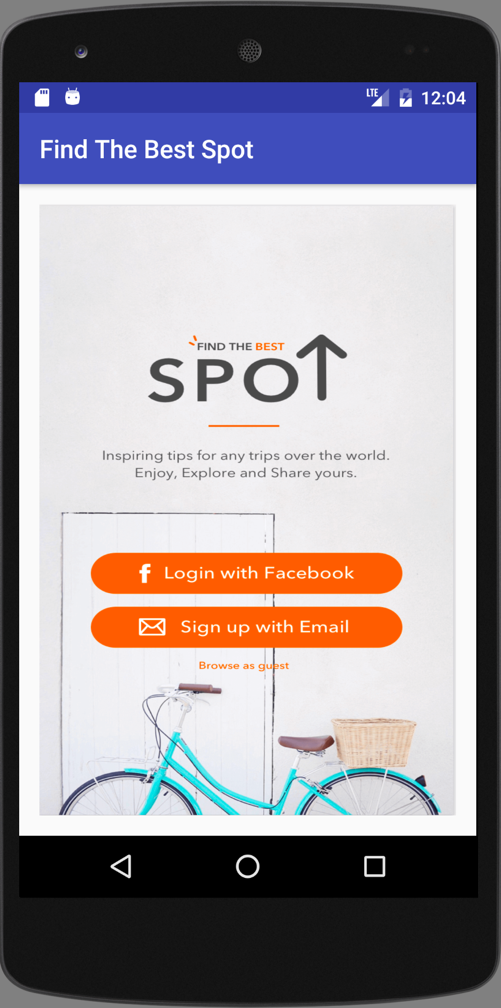 LTE 12:04
Find The Best Spot
FIND THE BEST
SPOT
Inspiring tips for any trips over the world.
Enjoy, Explore and Share yours.
f Login with Facebook
Sign up with Email
Browse as guest